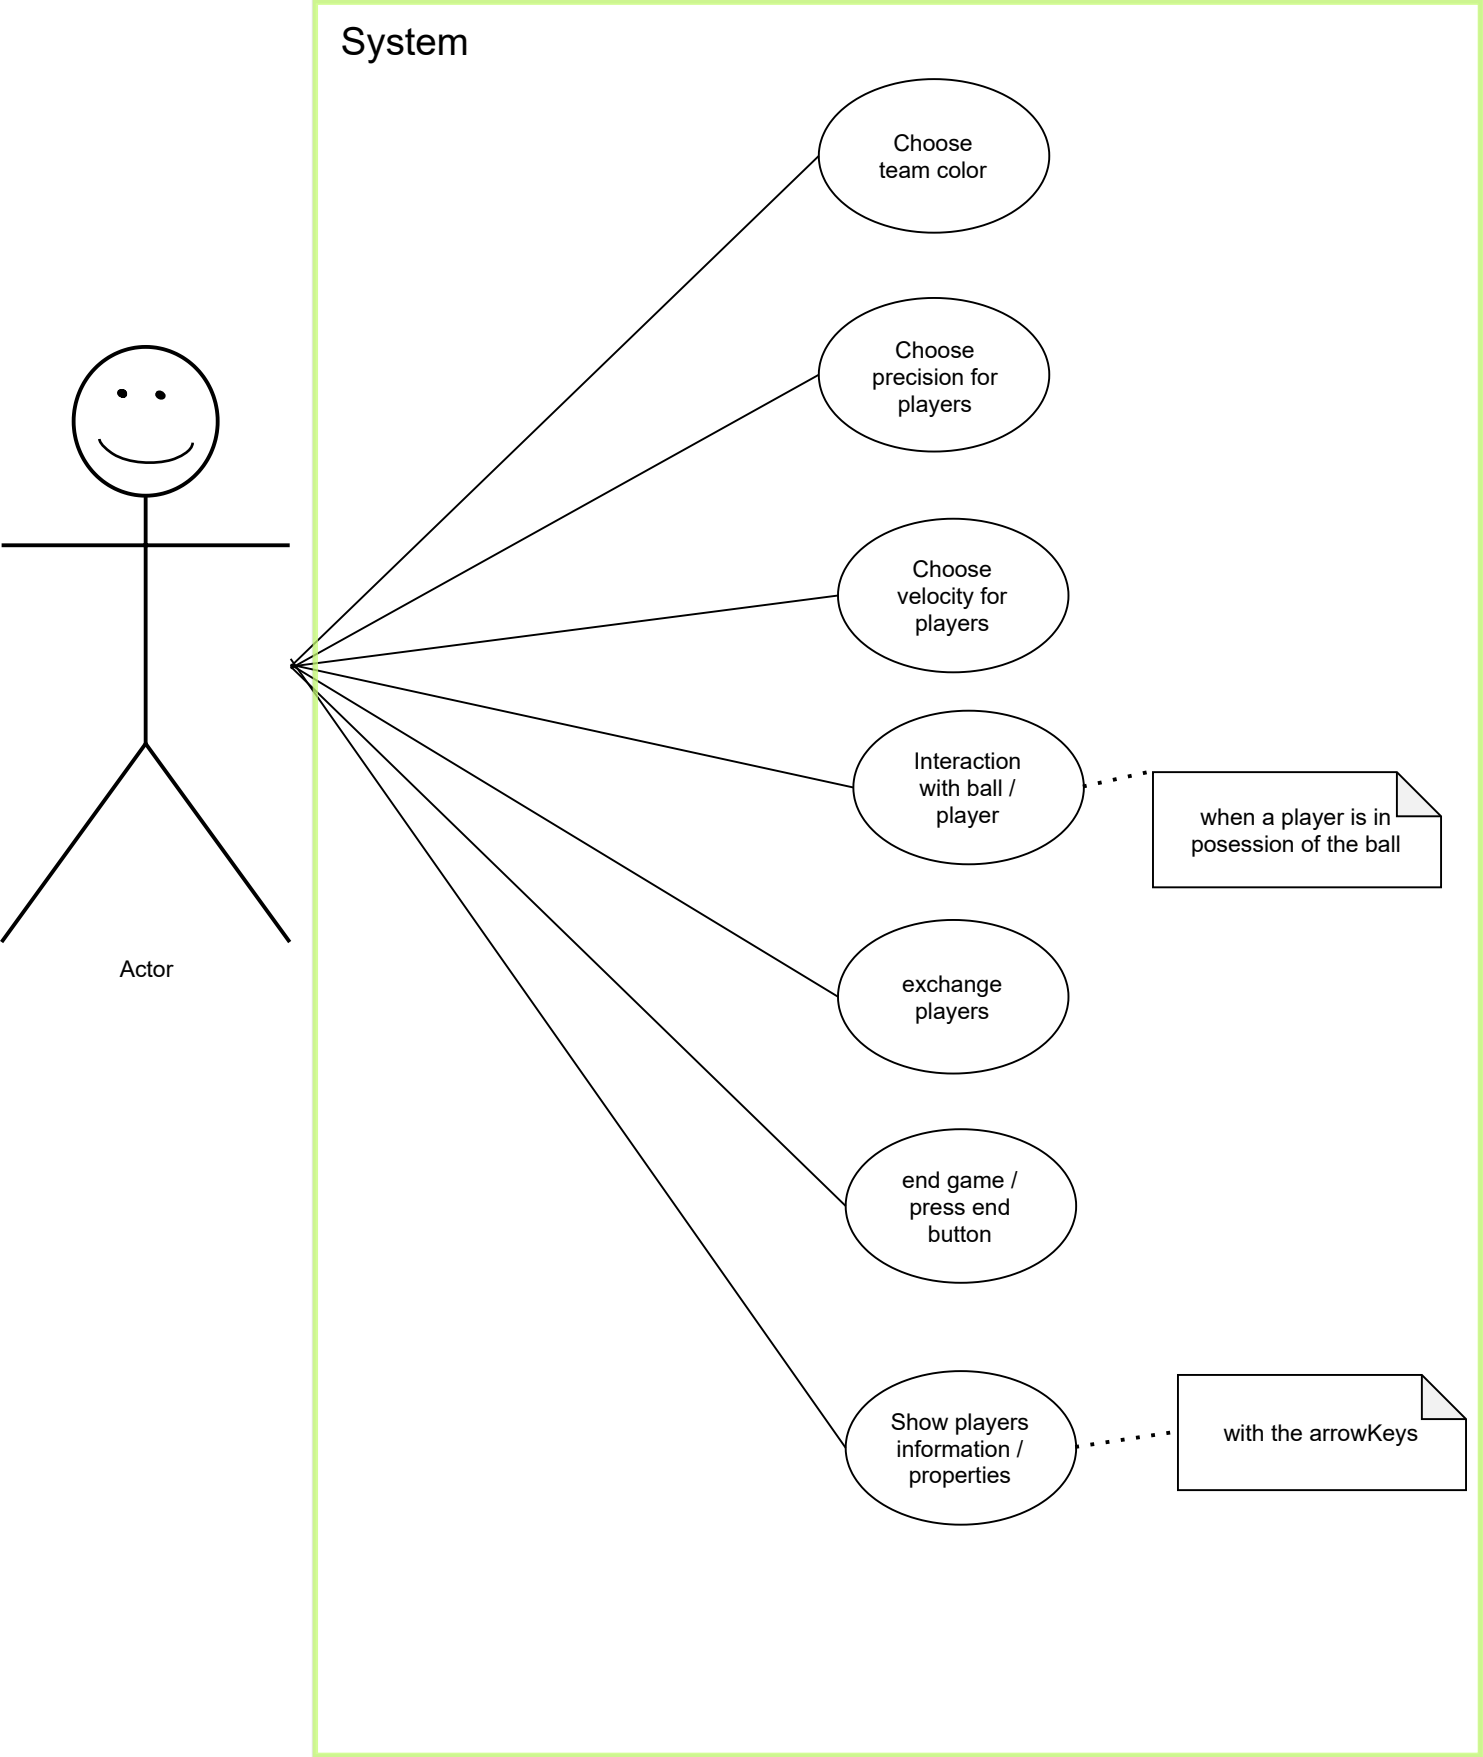 System
Choose
team color
Choose
precision for
players
Choose
velocity for
players
Interaction
with ball /
player
when a player is in
posession of the ball
Actor
exchange
players
end game /
press end
button
Show players
information /
properties
with the arrowKeys